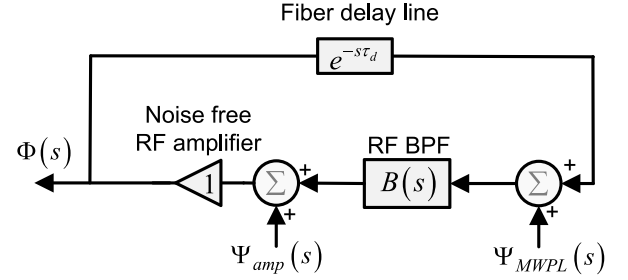 Fiber delay line
e^{-sτ_d}
Noise free
RF amplifier
RF BPF
Φ(s)
1
Σ
+
+
B(s)
Σ
+
+
Ψ_{amp}(s)
Ψ_{MWPL}(s)